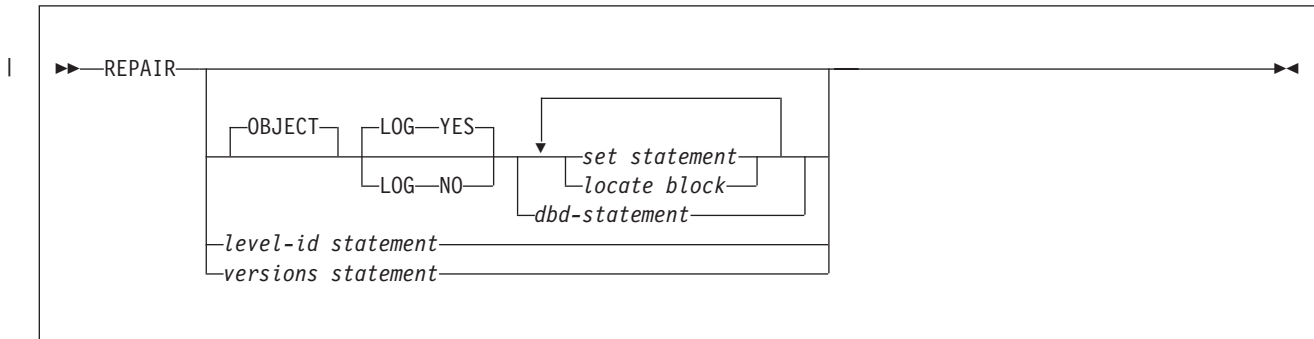 | ►►—REPAIR ►◄
OBJECT LOG—YES
set statement
LOG—NO locate block
dbd-statement
level-id statement
versions statement